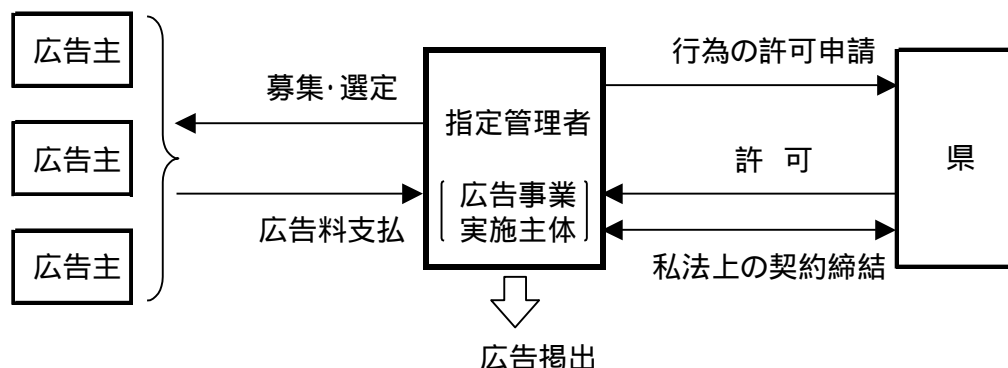 広告主
広告主
広告主
募集・選定
広告料支払
指定管理者
広告事業
実施主体
広告掲出
行為の許可申請
許 可
私法上の契約締結
県